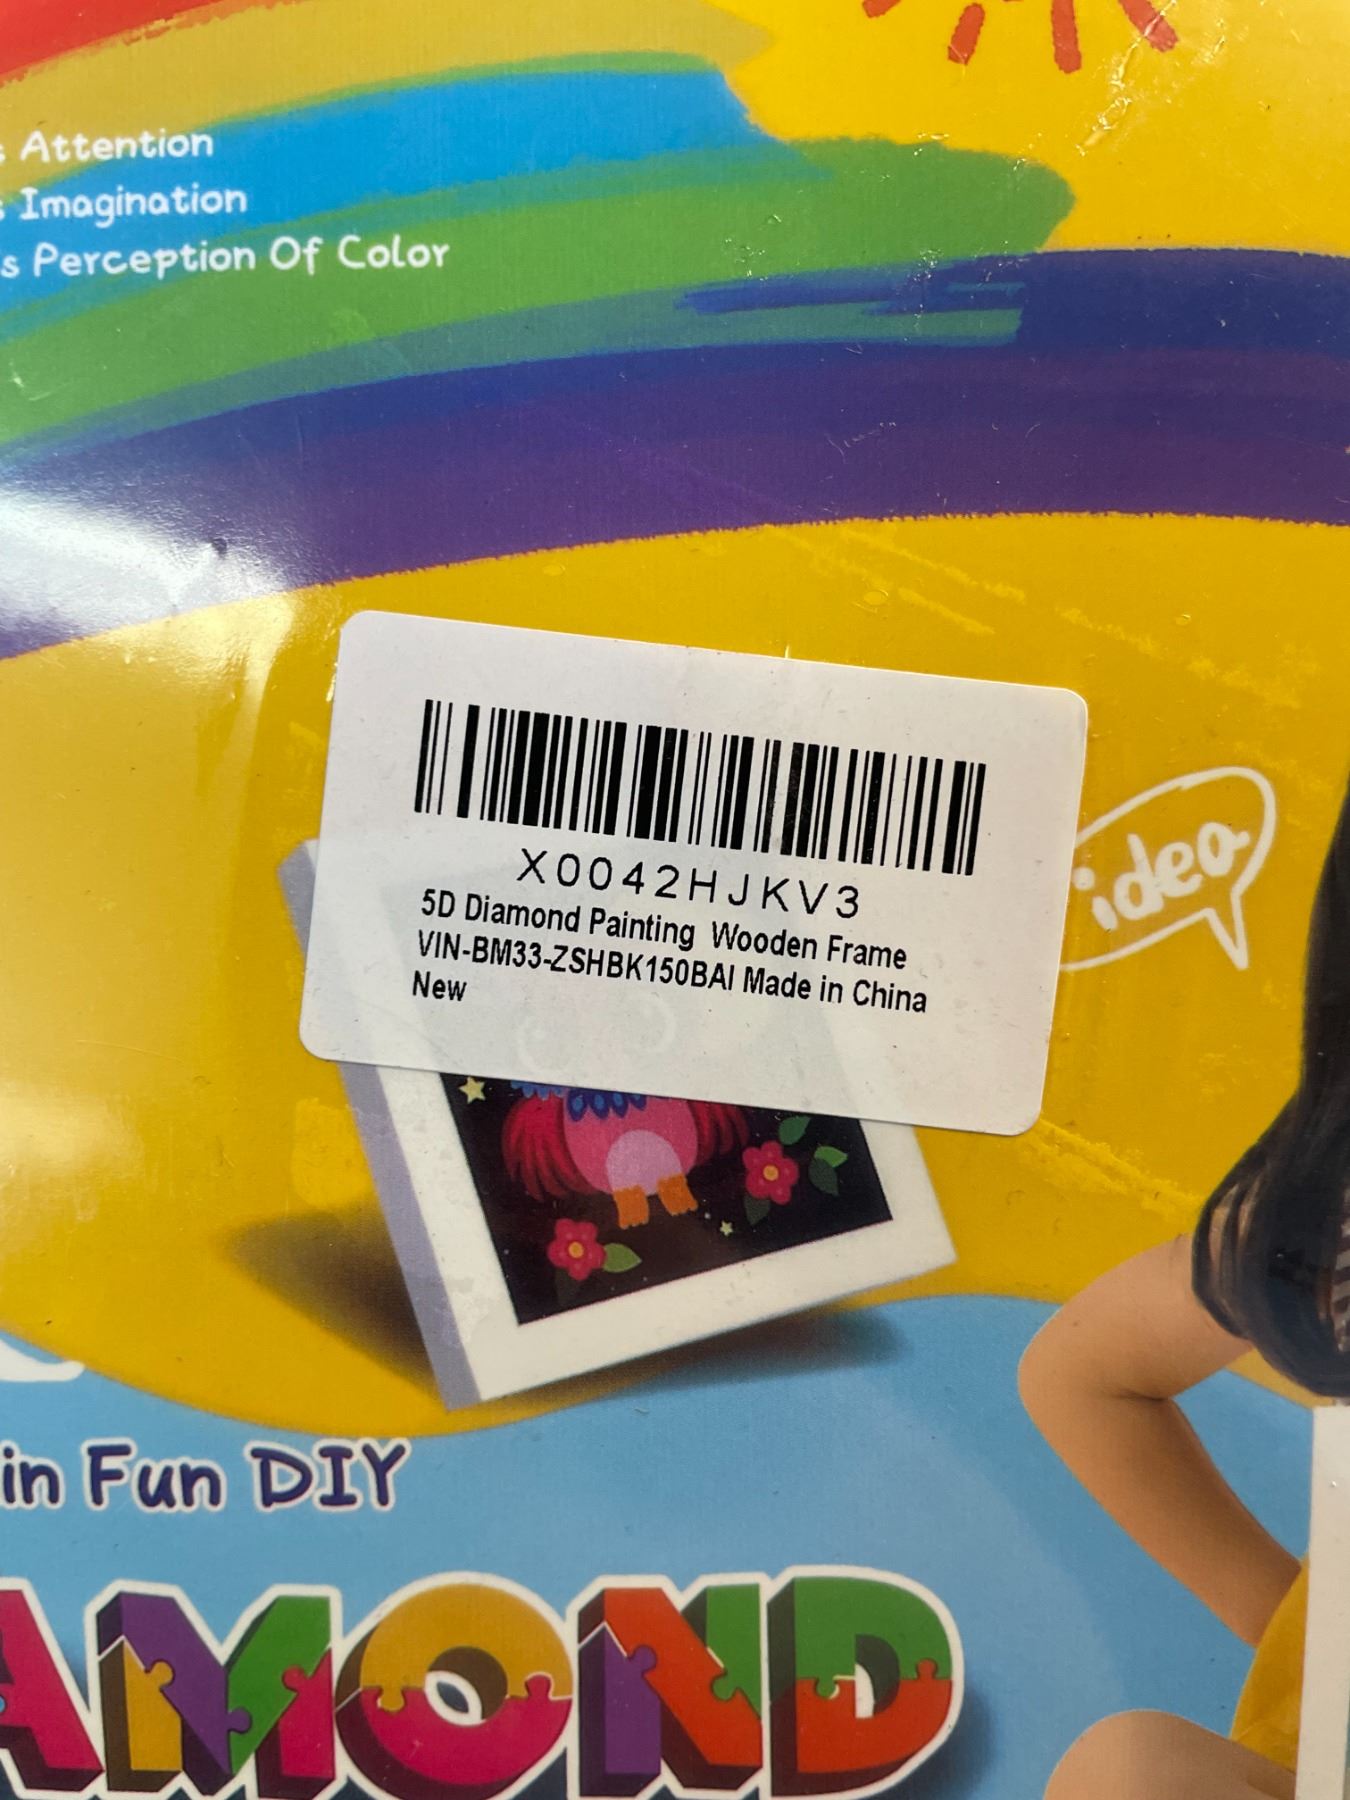 Attention
Imagination
s Perception Of Color
X0042HJKV3
5D Diamond Painting  Wooden Frame
VIN-BM33-ZSHBK150BAI Made in China
New
idea
in Fun DIY
AMOND